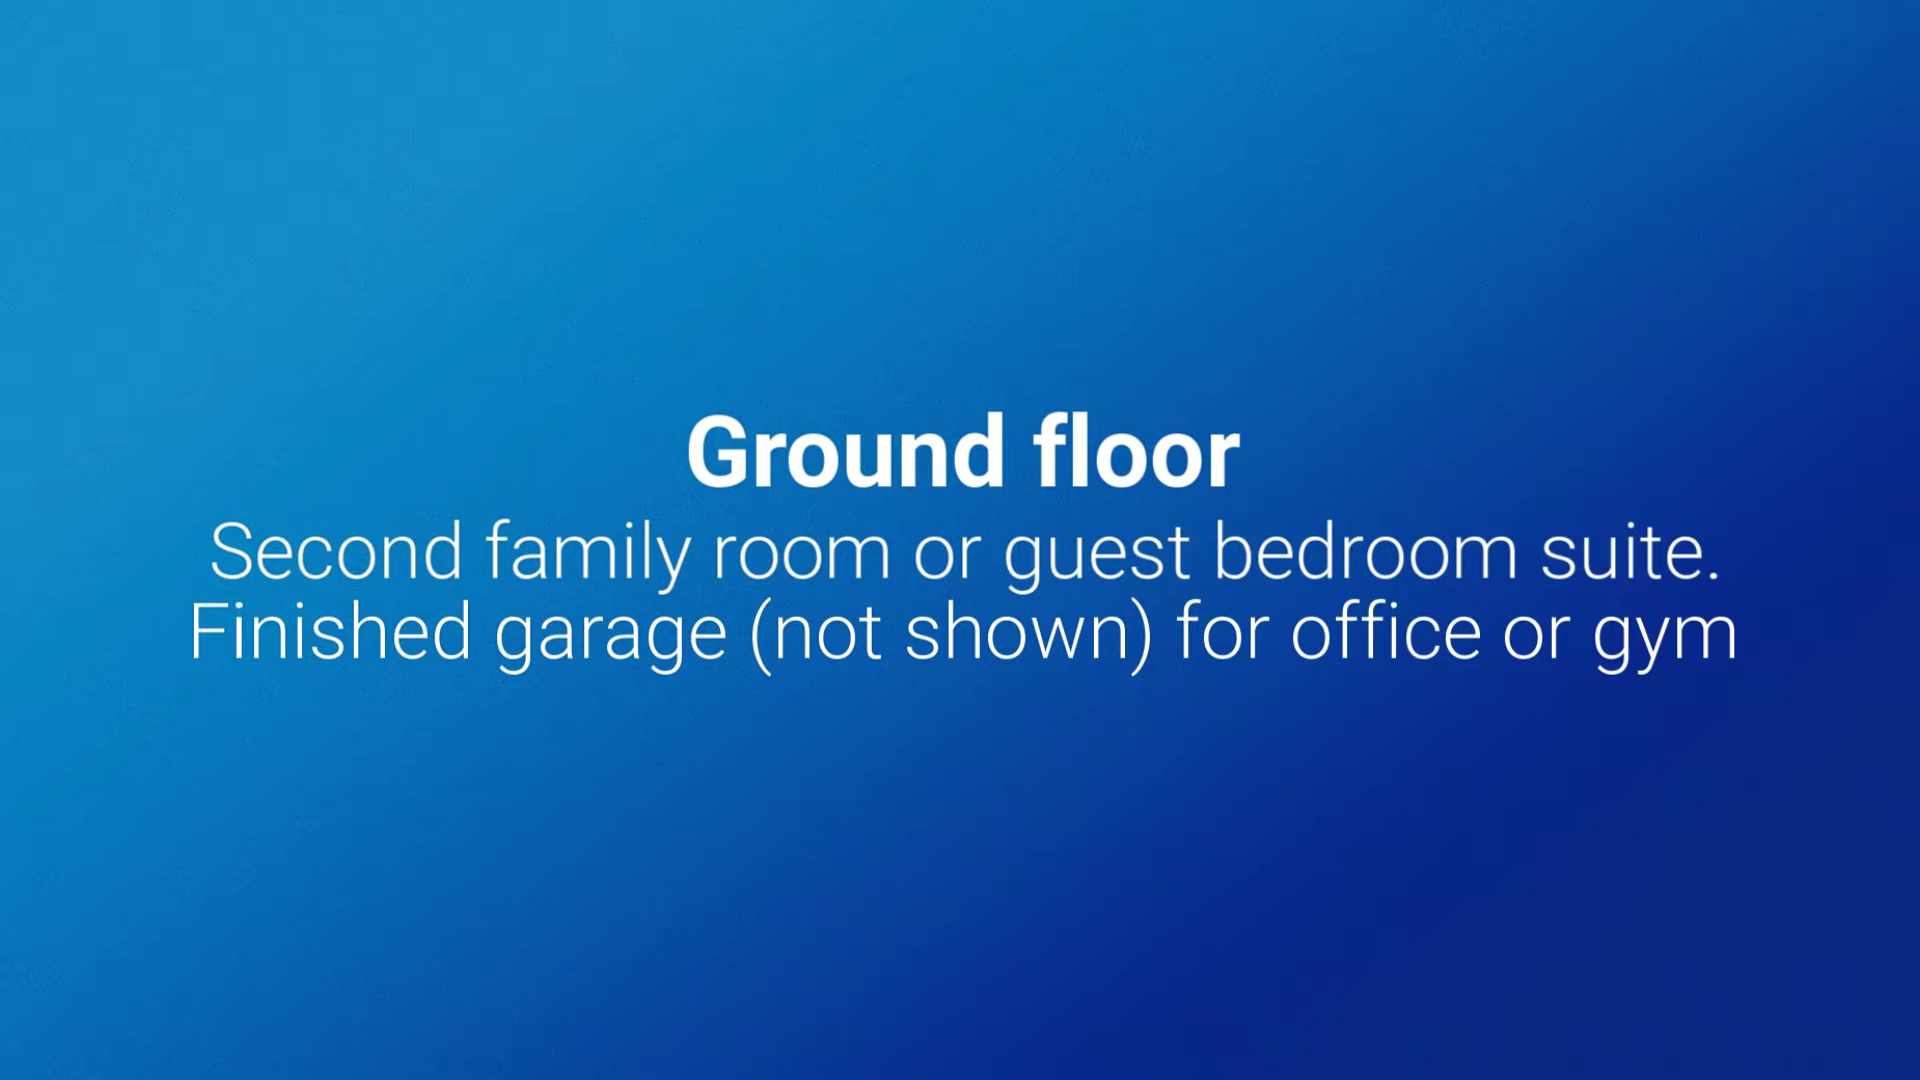 Ground floor
Second family room or guest bedroom suite.
Finished garage (not shown) for office or gym